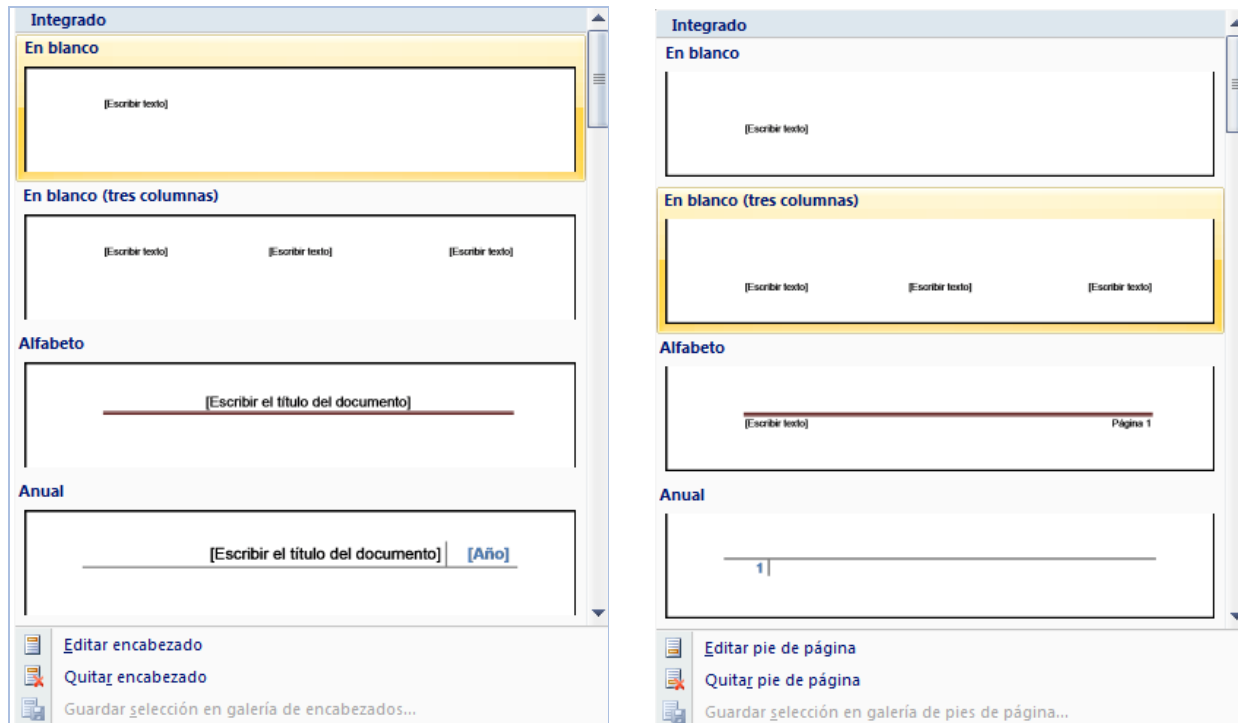 Integrado
En blanco
[Escribir texto]
En blanco (tres columnas)
[Escribir texto] [Escribir texto] [Escribir texto]
Alfabeto
[Escribir el título del documento]
Anual
[Escribir el título del documento] [Año]
Editar encabezado
Quitar encabezado
Guardar selección en galería de encabezados...
Integrado
En blanco
[Escribir texto]
En blanco (tres columnas)
[Escribir texto] [Escribir texto] [Escribir texto]
Alfabeto
[Escribir texto] Página 1
Anual
1
Editar pie de página
Quitar pie de página
Guardar selección en galería de pies de página...